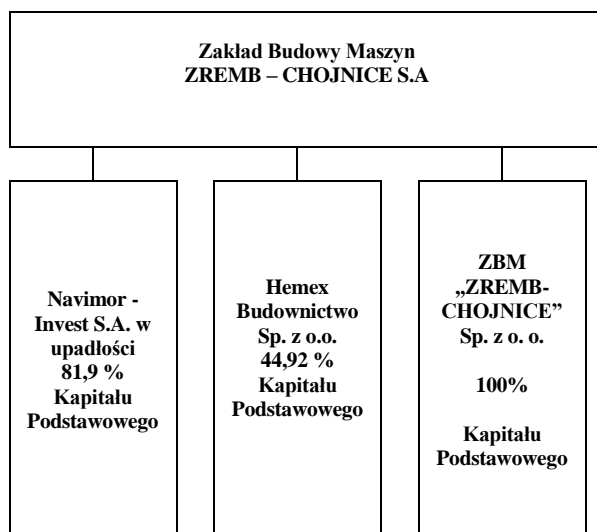 Zakład Budowy Maszyn
ZREMB – CHOJNICE S.A
Navimor -
Invest S.A. w
upadłości
81,9 %
Kapitału
Podstawowego
Hemex
Budownictwo
Sp. z o.o.
44,92 %
Kapitału
Podstawowego
ZBM
„ZREMB-
CHOJNICE”
Sp. z o. o.
100%
Kapitału
Podstawowego